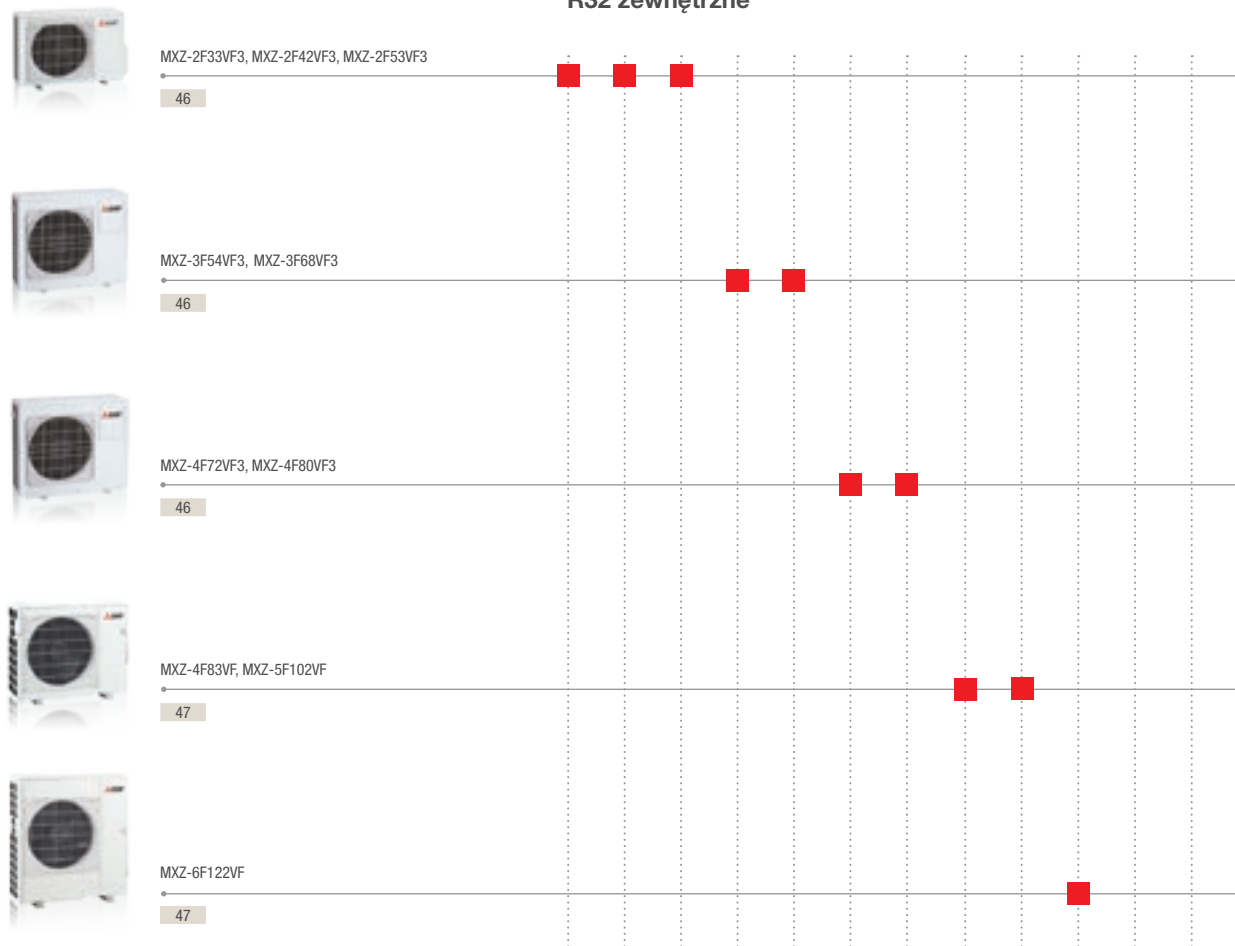 R32 zewnętrzne
MXZ-2F33VF3, MXZ-2F42VF3, MXZ-2F53VF3
46
MXZ-3F54VF3, MXZ-3F68VF3
46
MXZ-4F72VF3, MXZ-4F80VF3
46
MXZ-4F83VF, MXZ-5F102VF
47
MXZ-6F122VF
47